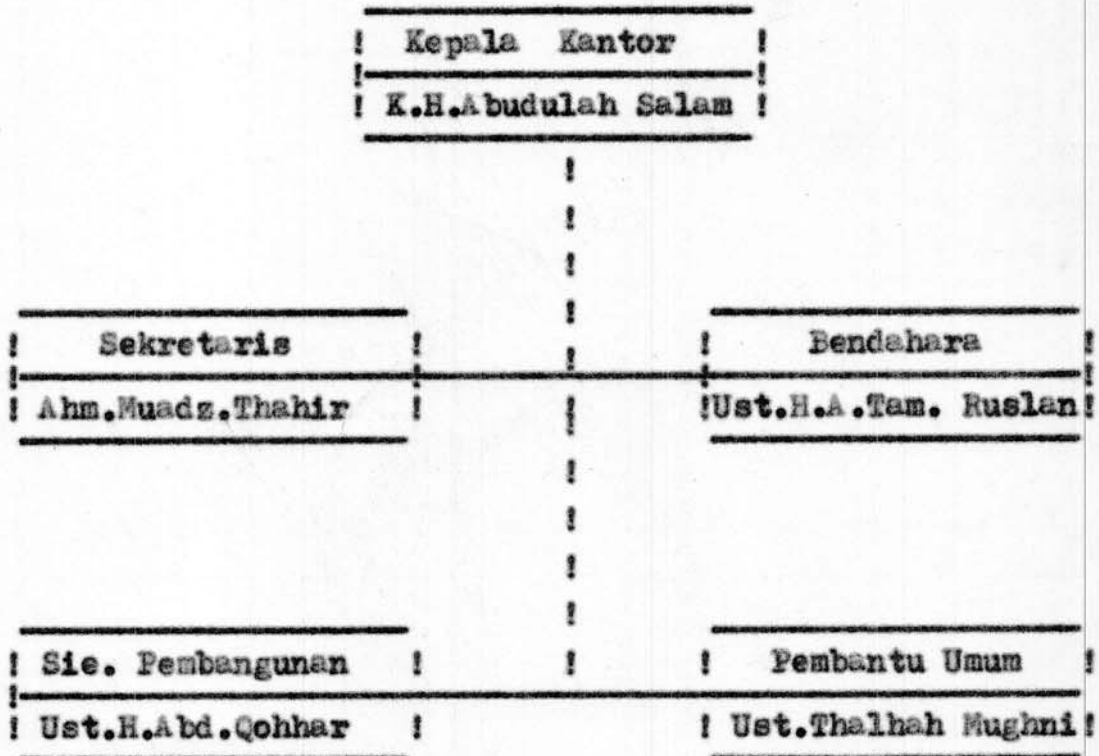 Kepala Kantor
K.H.Abudulah Salam
Sekretaris
Ahm.Muadz.Thahir
Bendahara
Ust.H.A.Tam. Ruslan
Sie. Pembangunan
Ust.H.Abd.Qohhar
Pembantu Umum
Ust.Thalhah Mughni